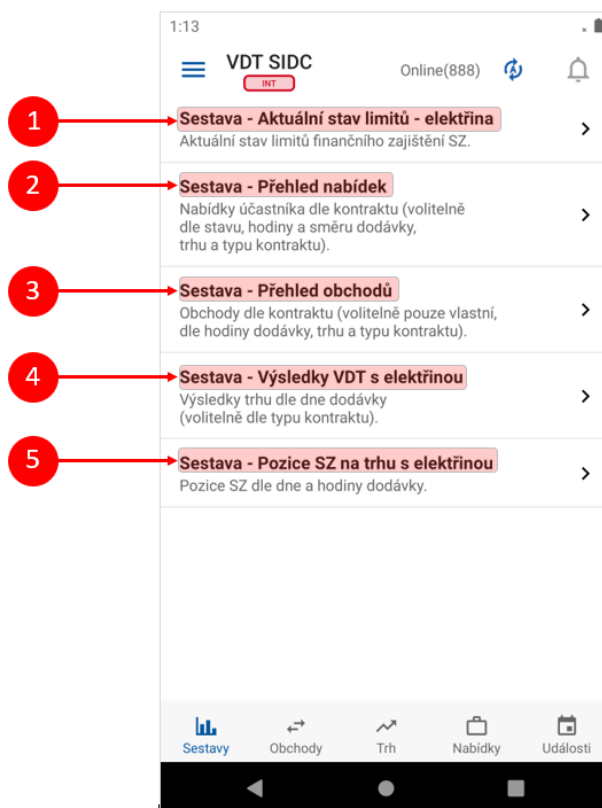 1:13
VDT SIDC
INT
Online(888)
1
Sestava - Aktuální stav limitů - elektřina
Aktuální stav limitů finančního zajištění SZ.
2
Sestava - Přehled nabídek
Nabídky účastníka dle kontraktu (volitelně
dle stavu, hodiny a směru dodávky,
trhu a typu kontraktu).
3
Sestava - Přehled obchodů
Obchody dle kontraktu (volitelně pouze vlastní,
dle hodiny dodávky, trhu a typu kontraktu).
4
Sestava - Výsledky VDT s elektřinou
Výsledky trhu dle dne dodávky
(volitelně dle typu kontraktu).
5
Sestava - Pozice SZ na trhu s elektřinou
Pozice SZ dle dne a hodiny dodávky.
Sestavy Obchody Trh Nabídky Události